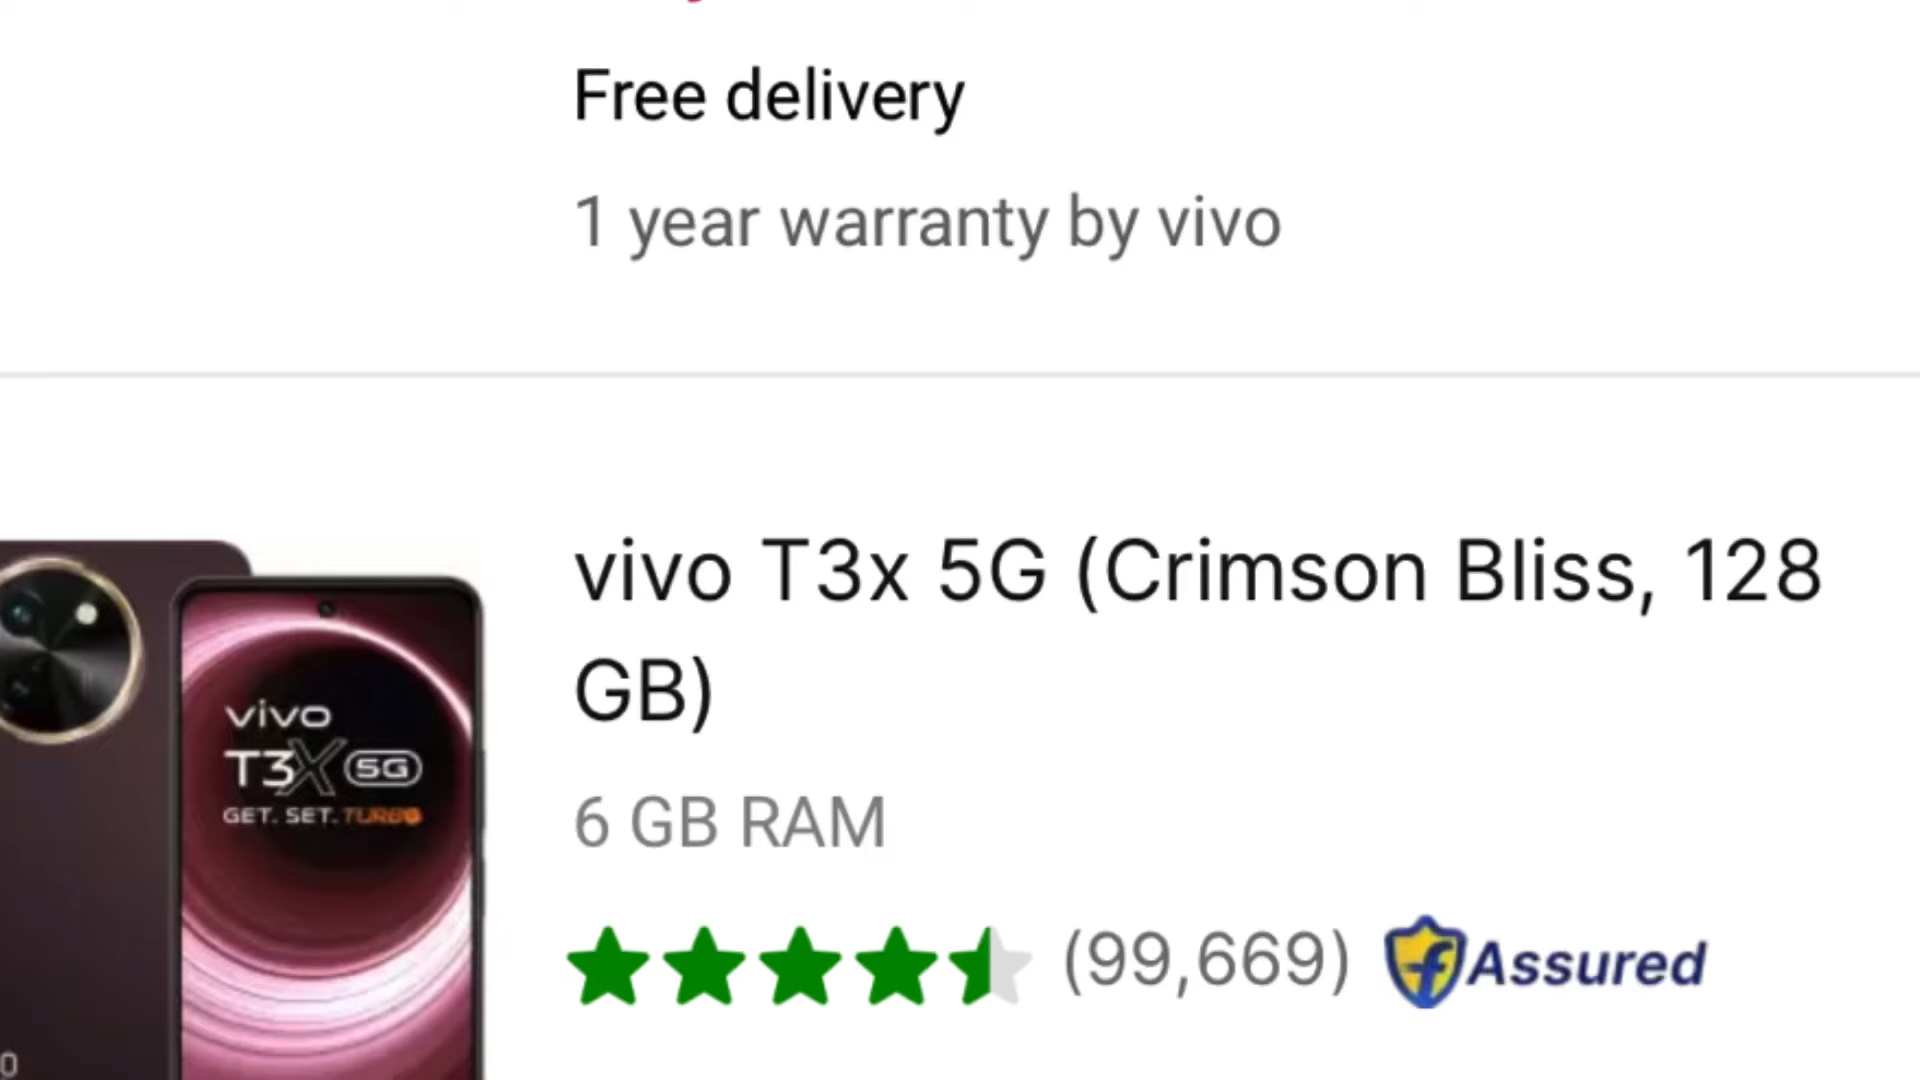 Free delivery
1 year warranty by vivo
vivo T3x 5G (Crimson Bliss, 128
GB)
6 GB RAM
(99,669) Assured
vivo
T3X 5G
GET. SET. TURBO